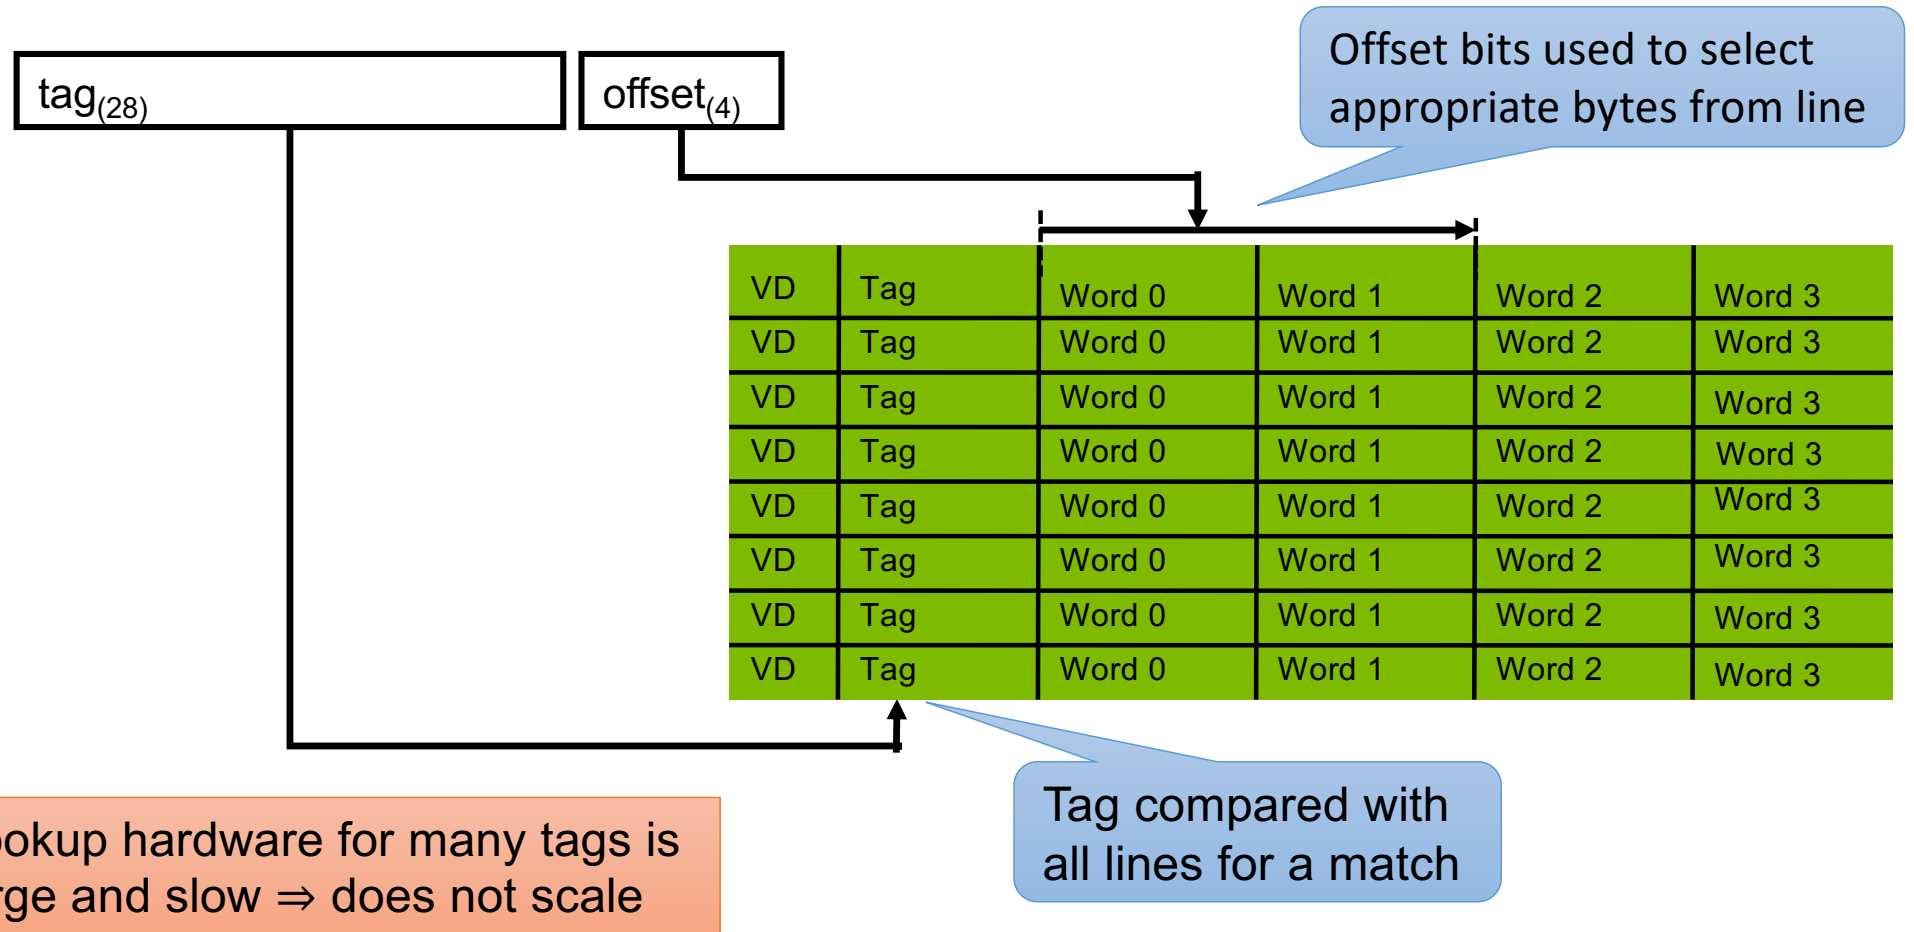 Offset bits used to select
appropriate bytes from line
tag(28) offset(4)
VD Tag Word 0 Word 1 Word 2 Word 3
VD Tag Word 0 Word 1 Word 2 Word 3
VD Tag Word 0 Word 1 Word 2 Word 3
VD Tag Word 0 Word 1 Word 2 Word 3
VD Tag Word 0 Word 1 Word 2 Word 3
VD Tag Word 0 Word 1 Word 2 Word 3
VD Tag Word 0 Word 1 Word 2 Word 3
VD Tag Word 0 Word 1 Word 2 Word 3
Tag compared with
all lines for a match
hardware for many tags is
and slow ⇒ does not scale